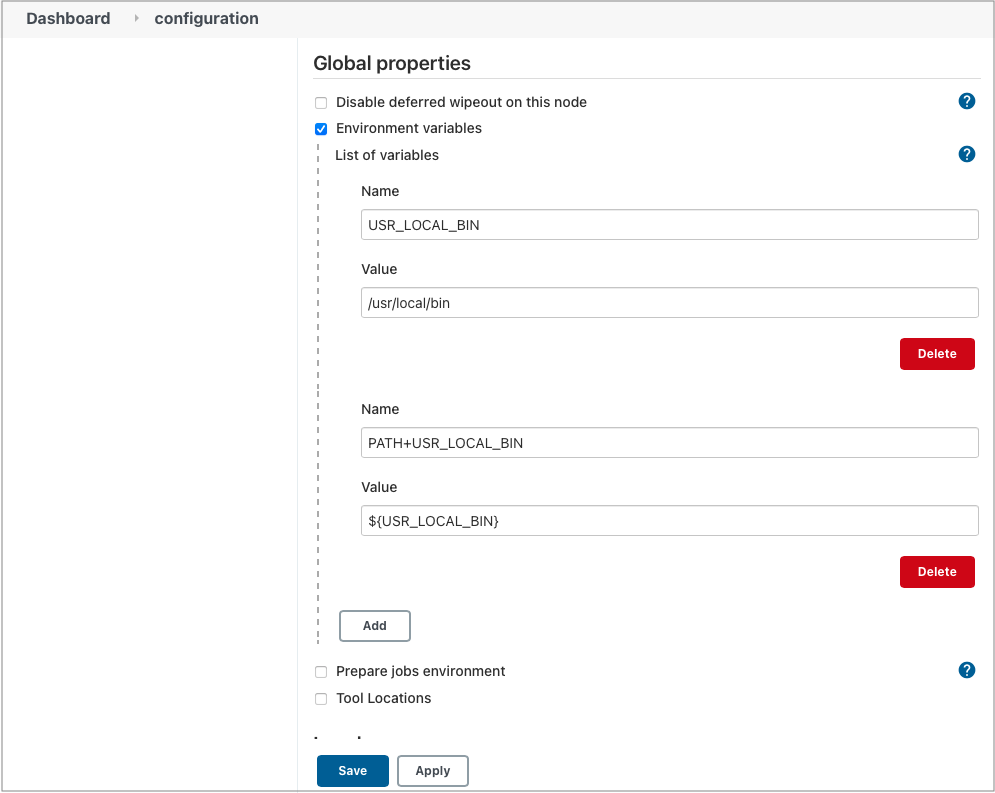 Dashboard configuration
Global properties
Disable deferred wipeout on this node ?
Environment variables
List of variables ?
Name
USR_LOCAL_BIN
Value
/usr/local/bin
Delete
Name
PATH+USR_LOCAL_BIN
Value
${USR_LOCAL_BIN}
Delete
Add
Prepare jobs environment ?
Tool Locations
Save Apply